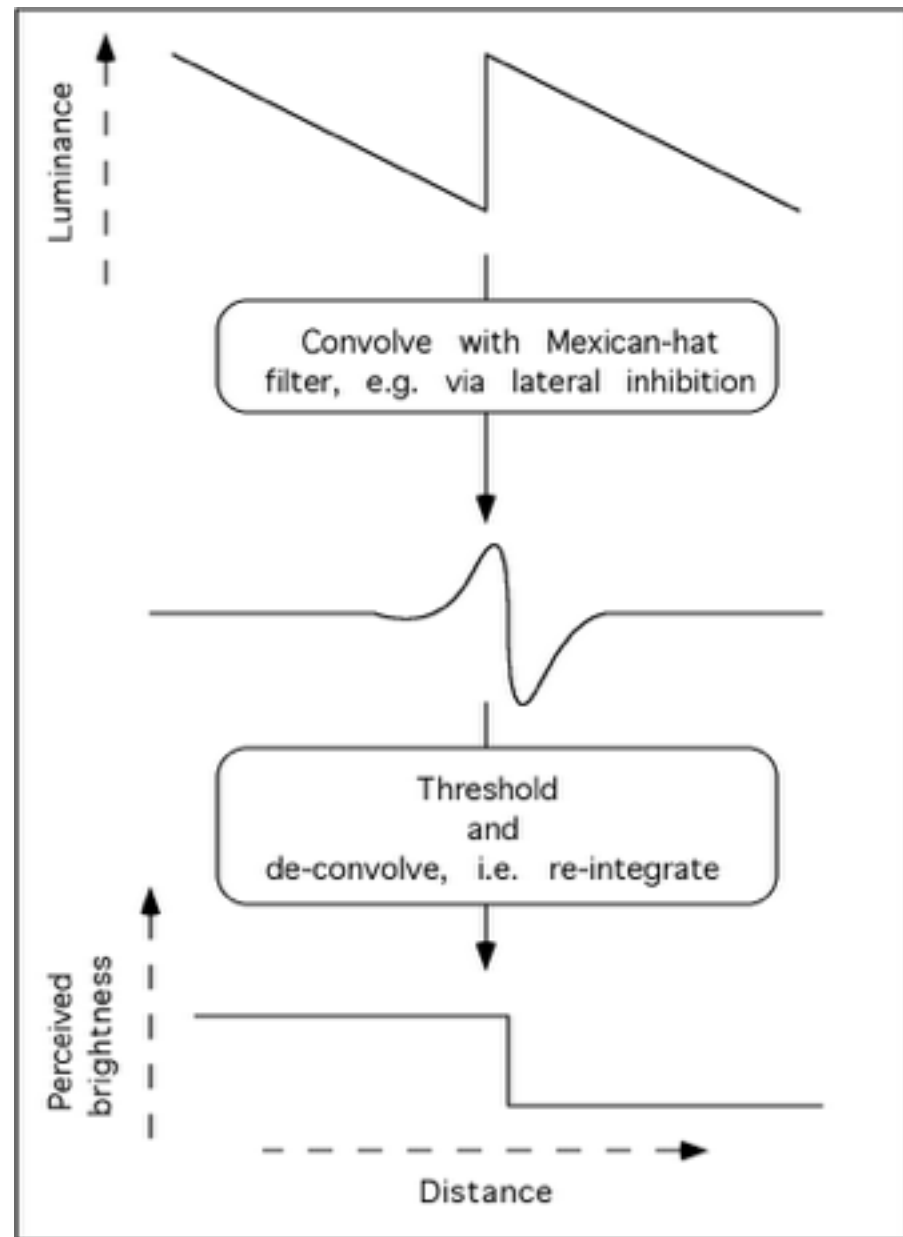 Luminance
Convolve with Mexican-hat
filter, e.g. via lateral inhibition
Threshold
and
de-convolve, i.e. re-integrate
Perceived
brightness
Distance